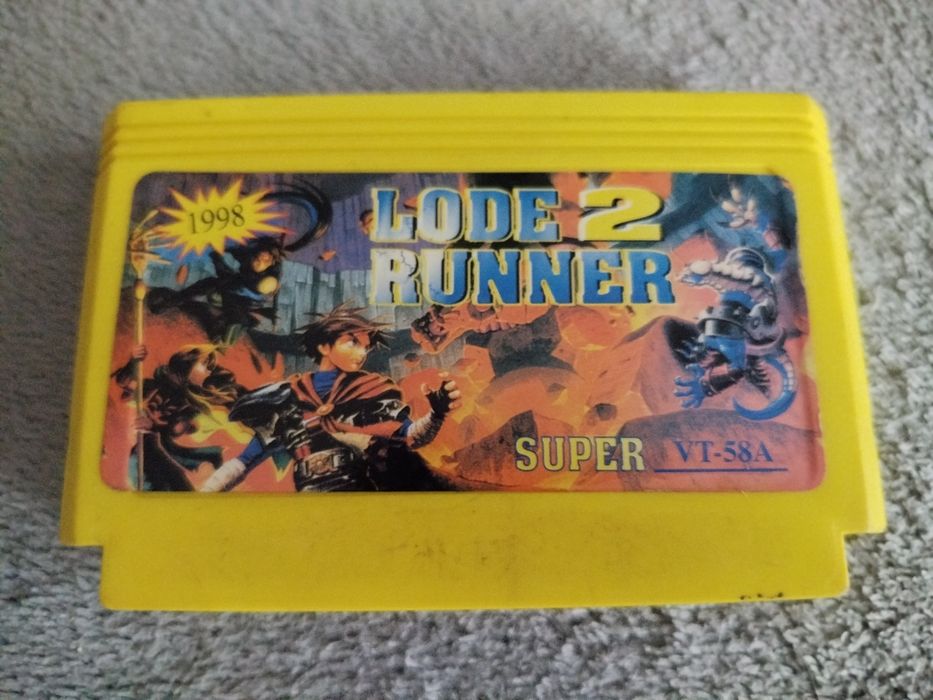 1998
LODE 2
RUNNER
SUPER VT-58A